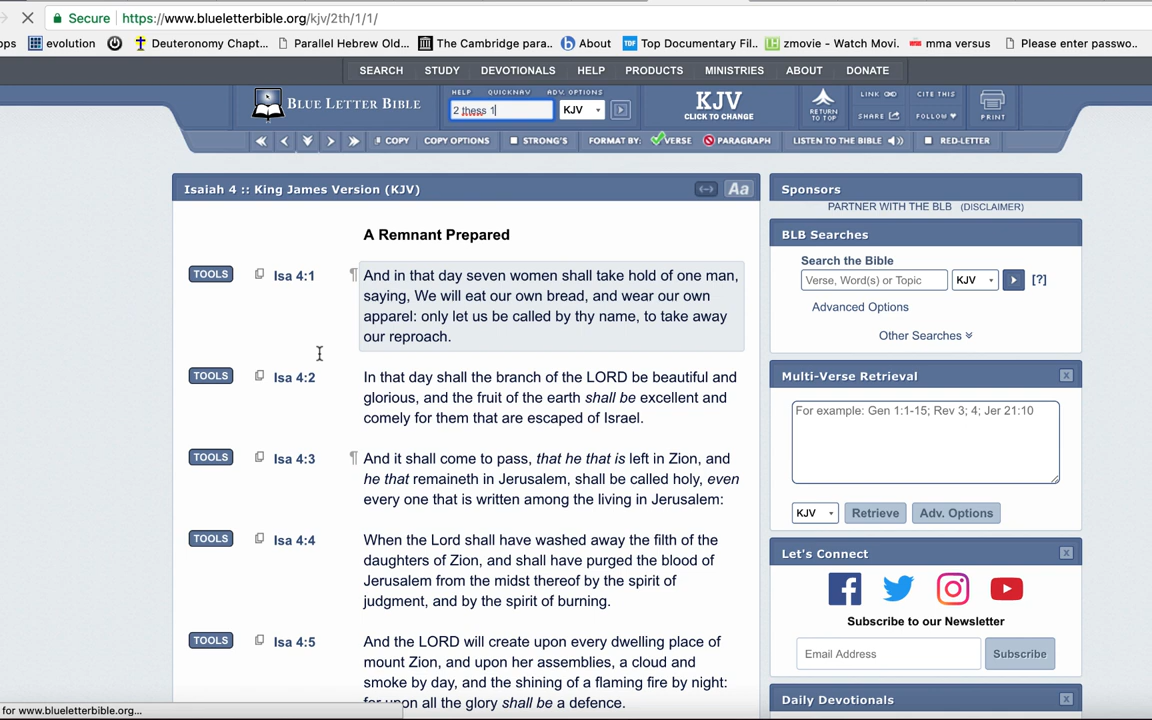 Secure https://www.blueletterbible.org/kjv/2th/1/1/
pps evolution Deuteronomy Chapt... Parallel Hebrew Old... The Cambridge para.. b About TDF Top Documentary Fil.. zmovie - Watch Movi. mma versus Please enter passwo..
SEARCH STUDY DEVOTIONALS HELP PRODUCTS MINISTRIES ABOUT DONATE
HELP QUICKNAV ADV. OPTIONS
BLUE LETTER BIBLE
2 thess 1 KJV
KJV
CLICK TO CHANGE
RETURN
TO TOP
LINK CITE THIS
SHARE FOLLOW PRINT
COPY COPY OPTIONS STRONG'S FORMAT BY: VERSE PARAGRAPH LISTEN TO THE BIBLE RED-LETTER
Isaiah 4 :: King James Version (KJV) Aa
A Remnant Prepared
TOOLS Isa 4:1 ¶ And in that day seven women shall take hold of one man,
saying, We will eat our own bread, and wear our own
apparel: only let us be called by thy name, to take away
our reproach.
TOOLS Isa 4:2 In that day shall the branch of the LORD be beautiful and
glorious, and the fruit of the earth shall be excellent and
comely for them that are escaped of Israel.
TOOLS Isa 4:3 ¶ And it shall come to pass, that he that is left in Zion, and
he that remaineth in Jerusalem, shall be called holy, even
every one that is written among the living in Jerusalem:
TOOLS Isa 4:4 When the Lord shall have washed away the filth of the
daughters of Zion, and shall have purged the blood of
Jerusalem from the midst thereof by the spirit of
judgment, and by the spirit of burning.
TOOLS Isa 4:5 And the LORD will create upon every dwelling place of
mount Zion, and upon her assemblies, a cloud and
smoke by day, and the shining of a flaming fire by night:
for upon all the glory shall be a defence.
Sponsors
PARTNER WITH THE BLB (DISCLAIMER)
BLB Searches
Search the Bible
Verse, Word(s) or Topic KJV [?]
Advanced Options
Other Searches
Multi-Verse Retrieval X
For example: Gen 1:1-15; Rev 3; 4; Jer 21:10
KJV Retrieve Adv. Options
Let's Connect X
Subscribe to our Newsletter
Email Address Subscribe
Daily Devotionals X
for www.blueletterbible.org...